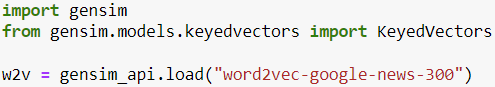 import gensim
from gensim.models.keyedvectors import KeyedVectors
w2v = gensim_api.load("word2vec-google-news-300")